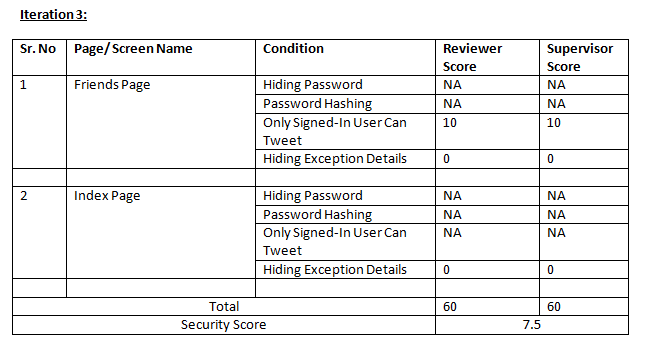 Iteration 3:
Sr. No Page/ Screen Name Condition Reviewer Score Supervisor Score
1 Friends Page Hiding Password NA NA
Password Hashing NA NA
Only Signed-In User Can Tweet 10 10
Hiding Exception Details 0 0
2 Index Page Hiding Password NA NA
Password Hashing NA NA
Only Signed-In User Can Tweet NA NA
Hiding Exception Details 0 0
Total 60 60
Security Score 7.5